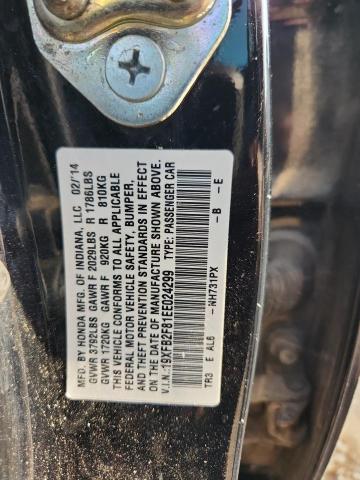 MFD. BY HONDA MFG. OF INDIANA, LLC 02/'14
GVWR 3792LBS GAWR F 2029LBS R 1786LBS
GVWR 1720KG GAWR F 920KG R 810KG
THIS VEHICLE CONFORMS TO ALL APPLICABLE
FEDERAL MOTOR VEHICLE SAFETY, BUMPER,
AND THEFT PREVENTION STANDARDS IN EFFECT
ON THE DATE OF MANUFACTURE SHOWN ABOVE.
V.I.N.:19XFB2F81EE024299 TYPE: PASSENGER CAR
TR3 E AL6 -NH731PX -B -E